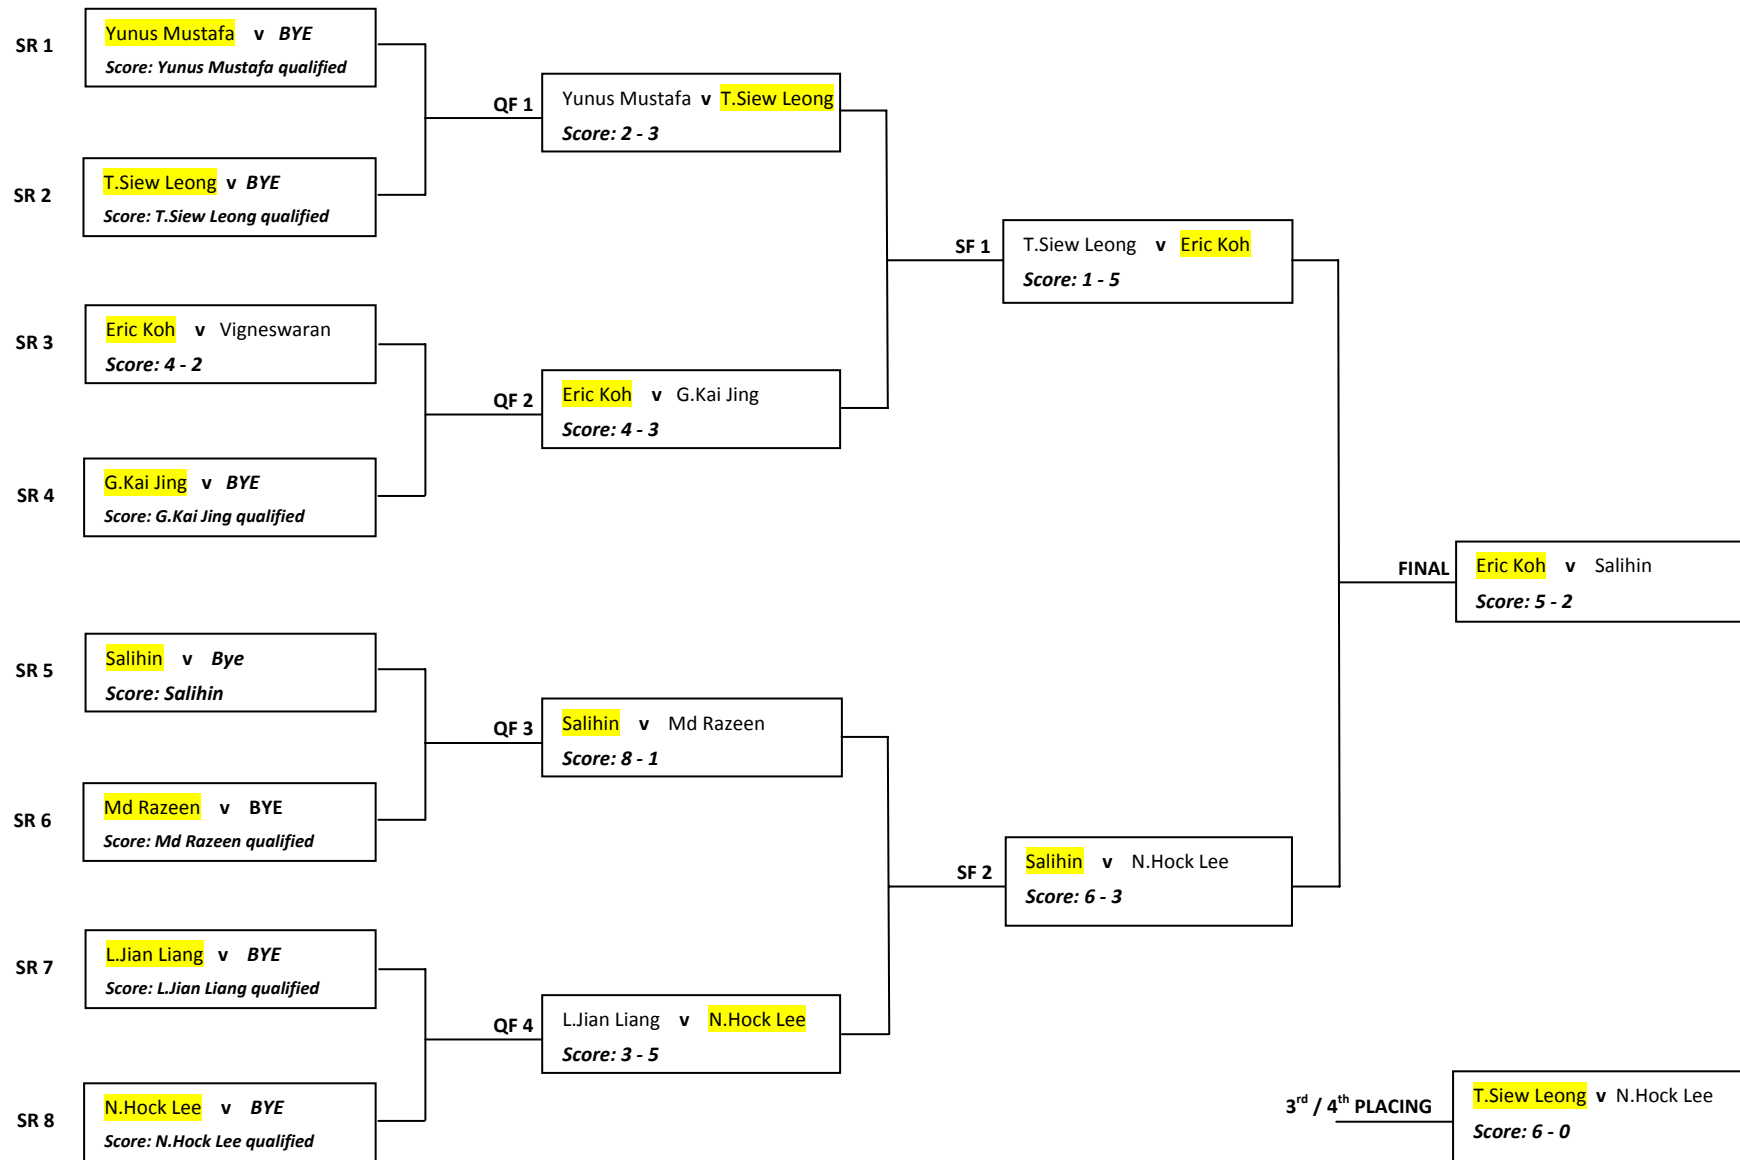 SR 1
Yunus Mustafa v BYE
Score: Yunus Mustafa qualified
SR 2
T.Siew Leong v BYE
Score: T.Siew Leong qualified
SR 3
Eric Koh v Vigneswaran
Score: 4 - 2
SR 4
G.Kai Jing v BYE
Score: G.Kai Jing qualified
SR 5
Salihin v Bye
Score: Salihin
SR 6
Md Razeen v BYE
Score: Md Razeen qualified
SR 7
L.Jian Liang v BYE
Score: L.Jian Liang qualified
SR 8
N.Hock Lee v BYE
Score: N.Hock Lee qualified
QF 1
Yunus Mustafa v T.Siew Leong
Score: 2 - 3
QF 2
Eric Koh v G.Kai Jing
Score: 4 - 3
QF 3
Salihin v Md Razeen
Score: 8 - 1
QF 4
L.Jian Liang v N.Hock Lee
Score: 3 - 5
SF 1
T.Siew Leong v Eric Koh
Score: 1 - 5
SF 2
Salihin v N.Hock Lee
Score: 6 - 3
FINAL
Eric Koh v Salihin
Score: 5 - 2
3rd / 4th PLACING
T.Siew Leong v N.Hock Lee
Score: 6 - 0